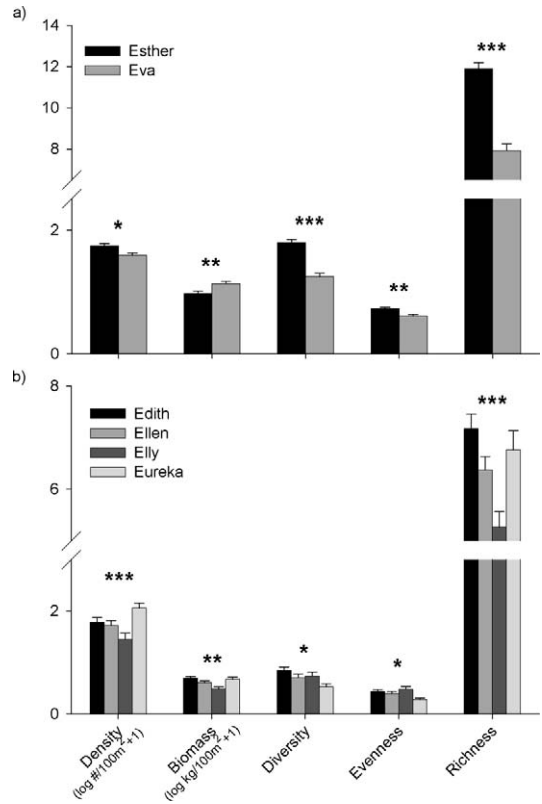 a)
14
12
10
8
2
0
Esther
Eva
*
**
***
**
***
b)
8
6
2
0
Edith
Ellen
Elly
Eureka
***
**
*
*
***
Density
(log #/100m²+1)
Biomass
(log kg/100m²+1)
Diversity
Evenness
Richness